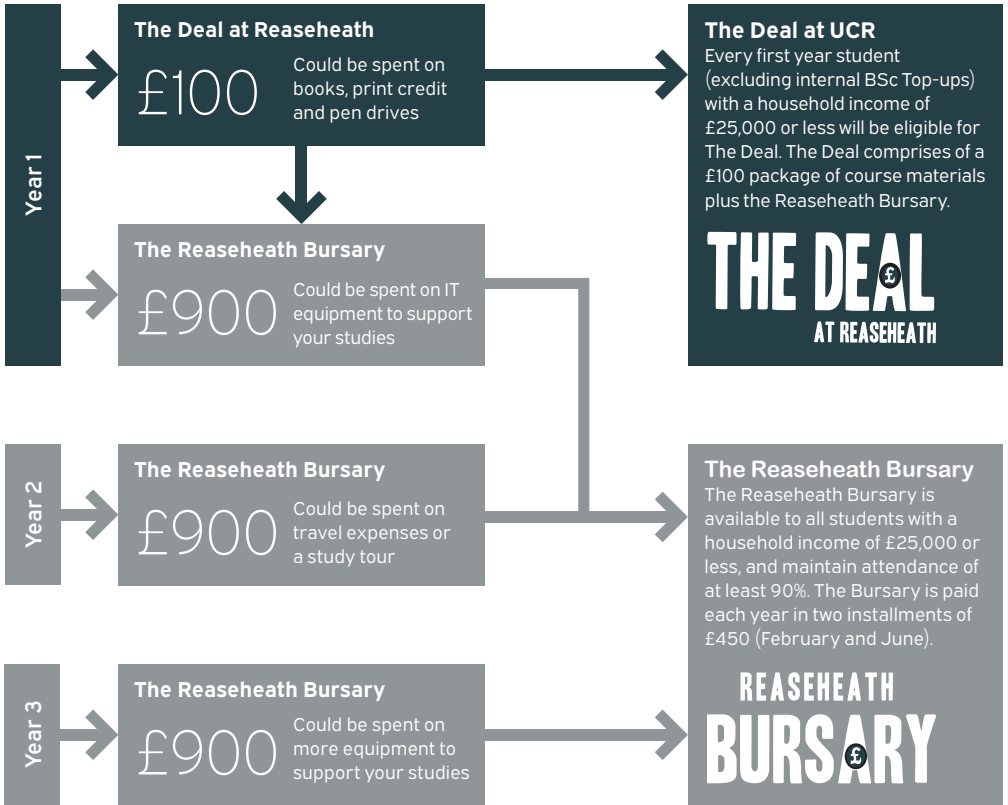 Year 1
The Deal at Reaseheath
£100
Could be spent on
books, print credit
and pen drives
The Reaseheath Bursary
£900
Could be spent on IT
equipment to support
your studies
The Deal at UCR
Every first year student
(excluding internal BSc Top-ups)
with a household income of
£25,000 or less will be eligible for
The Deal. The Deal comprises of a
£100 package of course materials
plus the Reaseheath Bursary.
THE DEAL
£
AT REASEHEATH
Year 2
The Reaseheath Bursary
£900
Could be spent on
travel expenses or
a study tour
Year 3
The Reaseheath Bursary
£900
Could be spent on
more equipment to
support your studies
The Reaseheath Bursary
The Reaseheath Bursary is
available to all students with a
household income of £25,000 or
less, and maintain attendance of
at least 90%. The Bursary is paid
each year in two installments of
£450 (February and June).
REASEHEATH
BURSARY
£